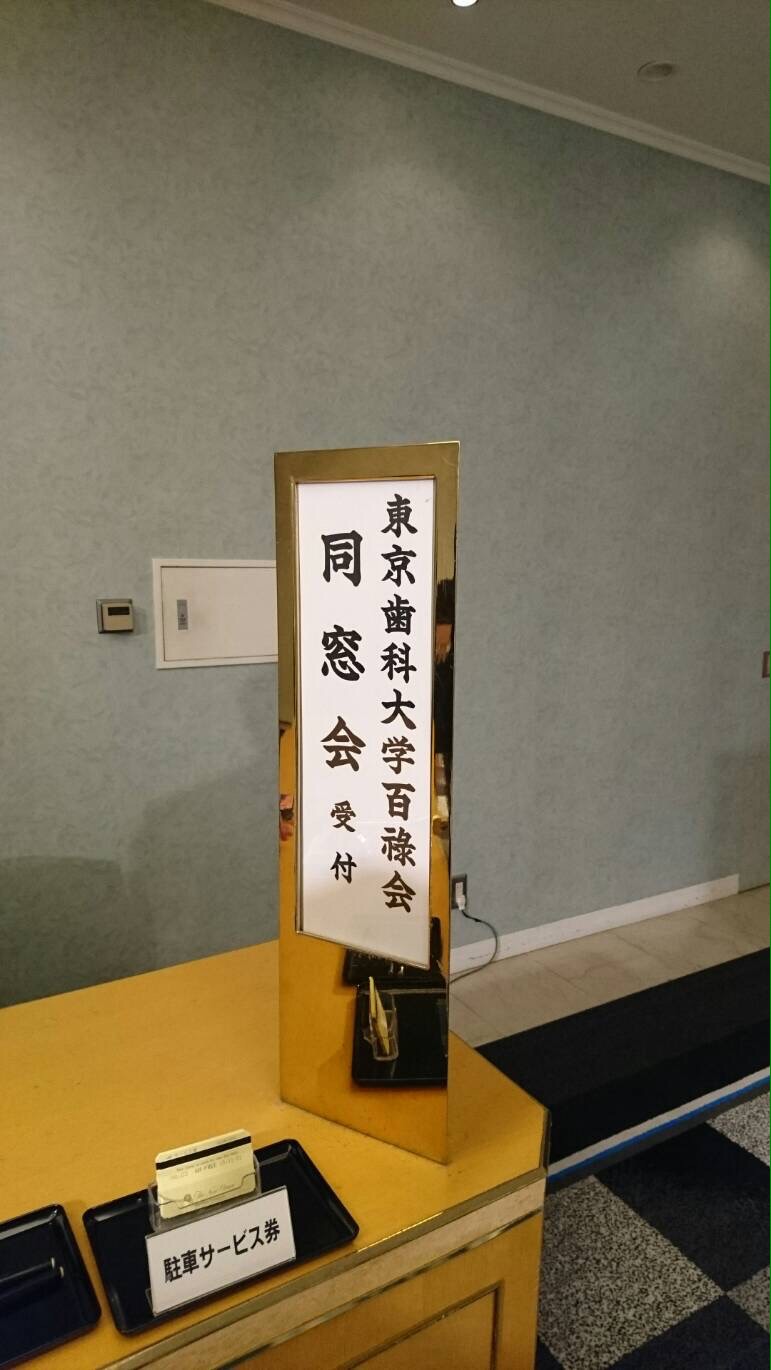 東京歯科大学百祿会
同窓会 受付
駐車サービス券